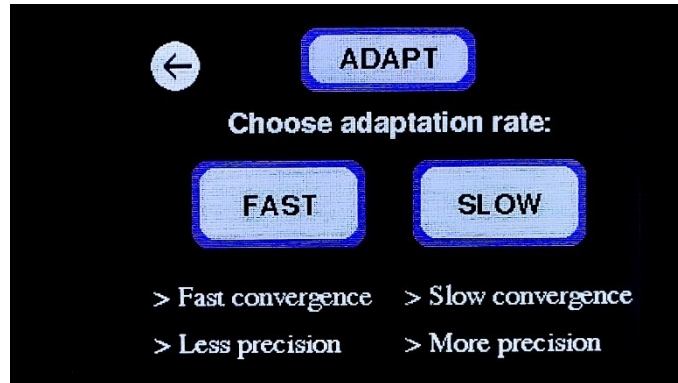 ADAPT
Choose adaptation rate:
FAST SLOW
> Fast convergence > Slow convergence
> Less precision > More precision